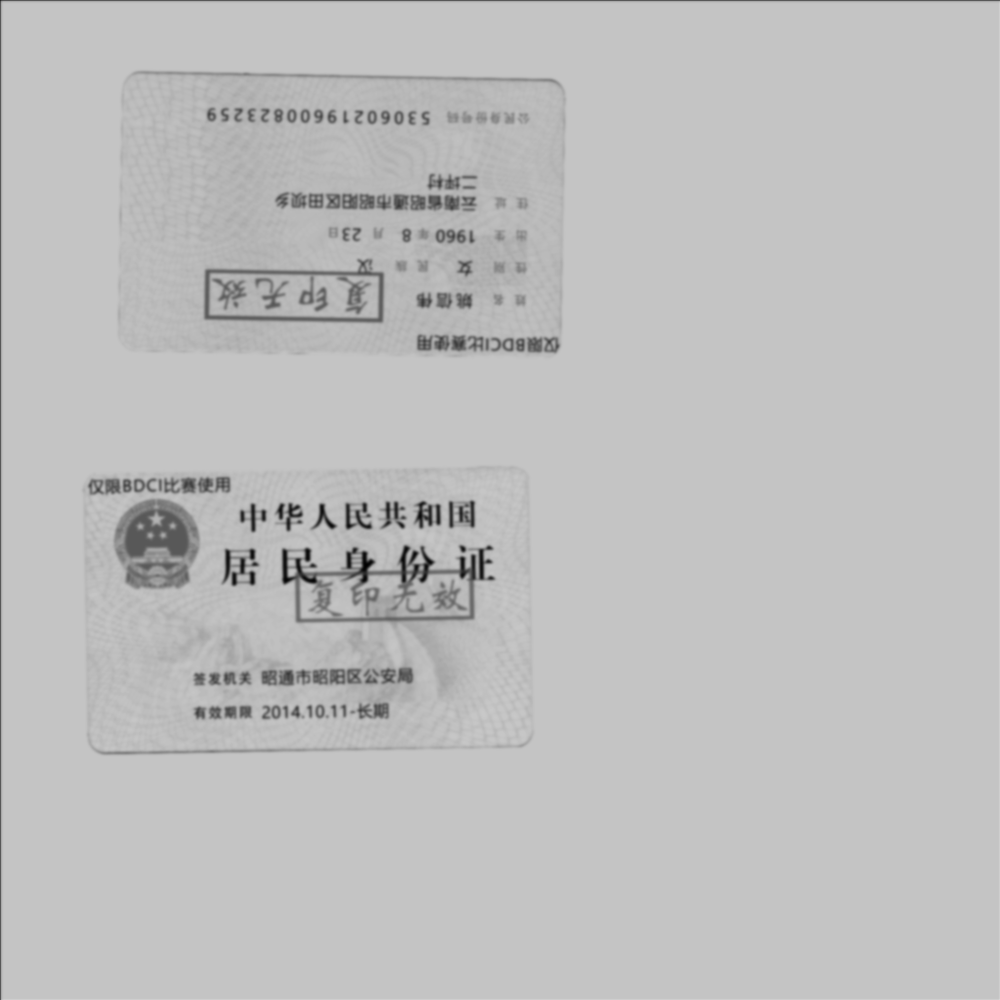 仅限BDCI比赛使用
姓名 姚信伟
复印无效
性别 女 民族 汉
出生 1960 年 8 月 23 日
住址 云南省昭通市昭阳区田坝乡
二坪村
公民身份号码 53060219600823259
仅限BDCI比赛使用
中华人民共和国
居民身份证
复印无效
签发机关 昭通市昭阳区公安局
有效期限 2014.10.11-长期